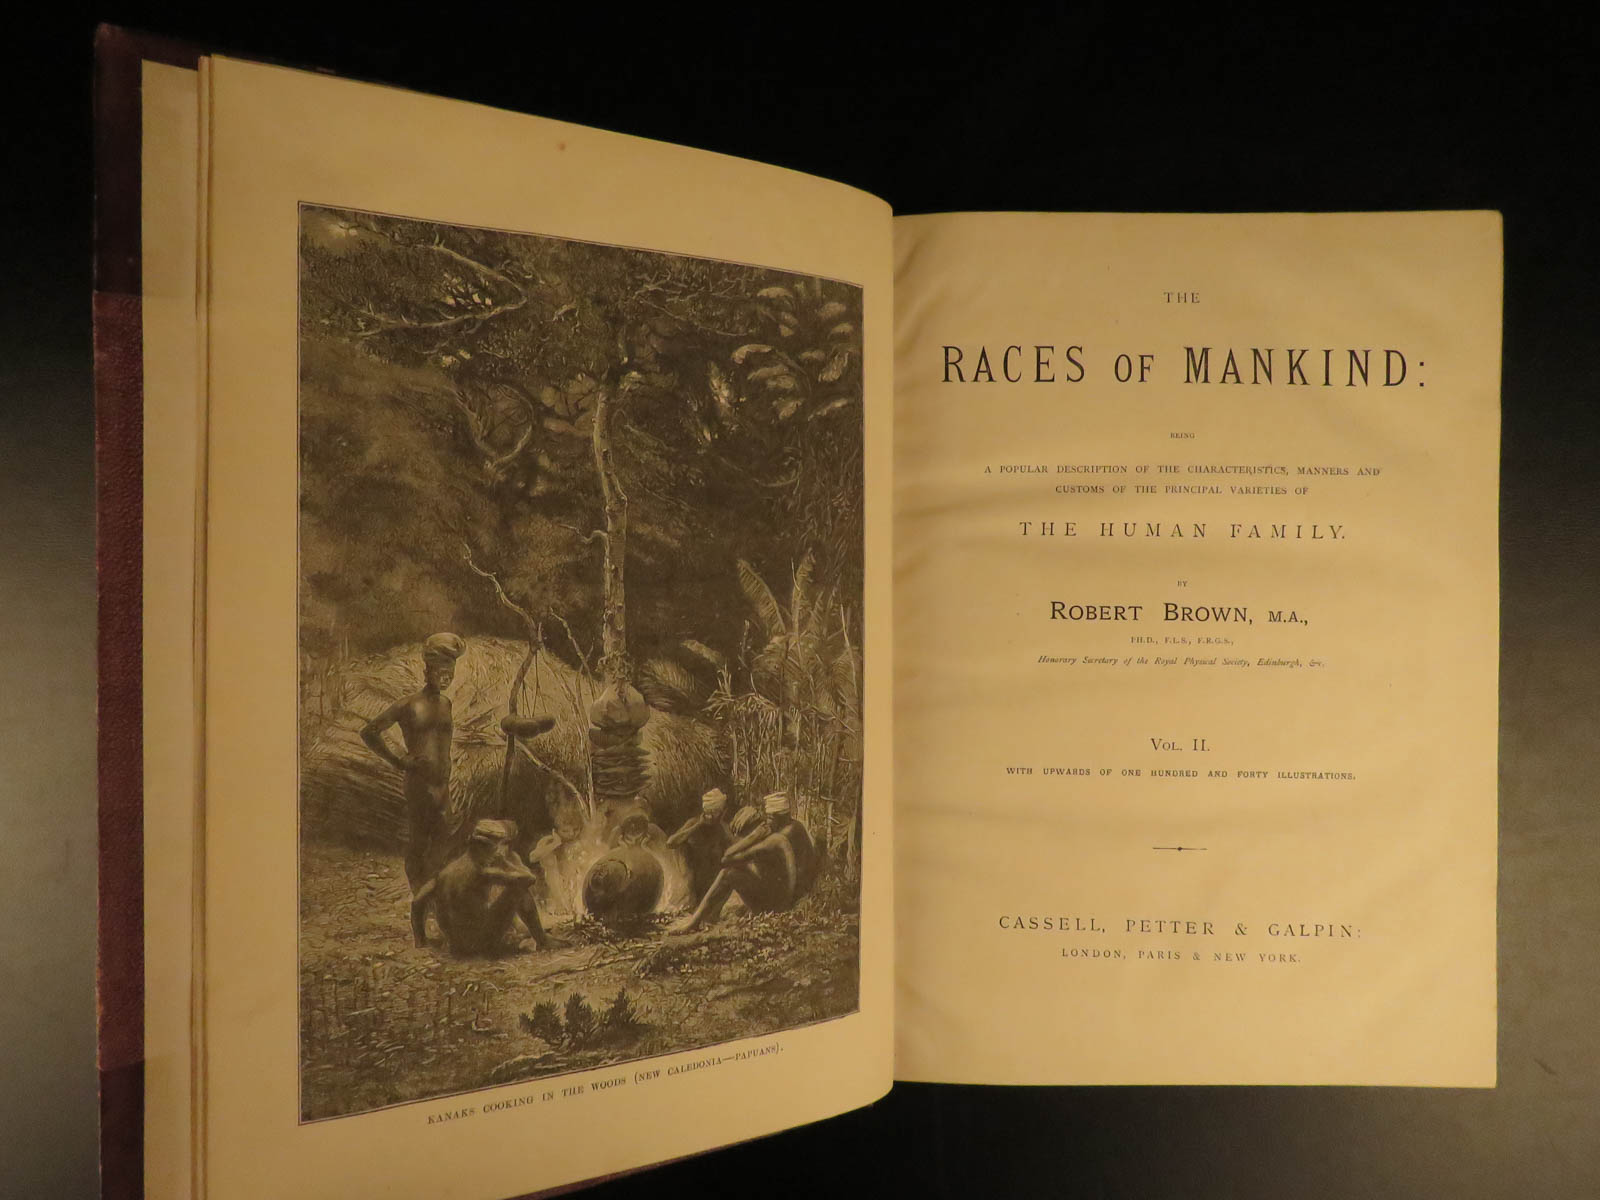 KANAKS COOKING IN THE WOODS (NEW CALEDONIA—PAPUANS).
THE
RACES OF MANKIND:
BEING
A POPULAR DESCRIPTION OF THE CHARACTERISTICS, MANNERS AND
CUSTOMS OF THE PRINCIPAL VARIETIES OF
THE HUMAN FAMILY.
BY
ROBERT BROWN, M.A.,
PH.D., F.L.S., F.R.G.S.,
Honorary Secretary of the Royal Physical Society, Edinburgh, &c.
VOL. II.
WITH UPWARDS OF ONE HUNDRED AND FORTY ILLUSTRATIONS.
CASSELL, PETTER & GALPIN:
LONDON, PARIS & NEW YORK.